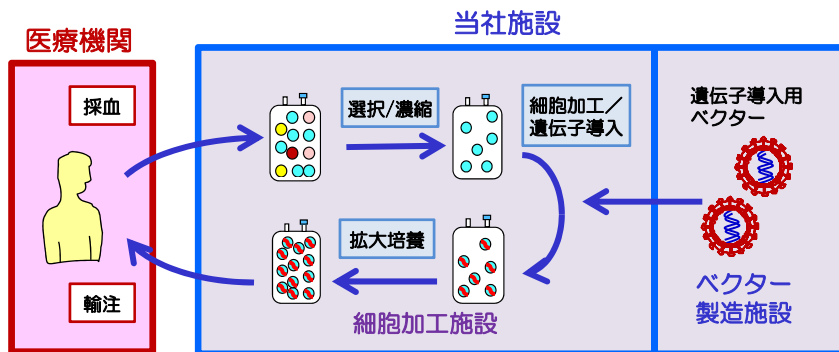 当社施設
医療機関
採血
選択/濃縮
細胞加工／
遺伝子導入
遺伝子導入用
ベクター
拡大培養
輸注
細胞加工施設
ベクター
製造施設